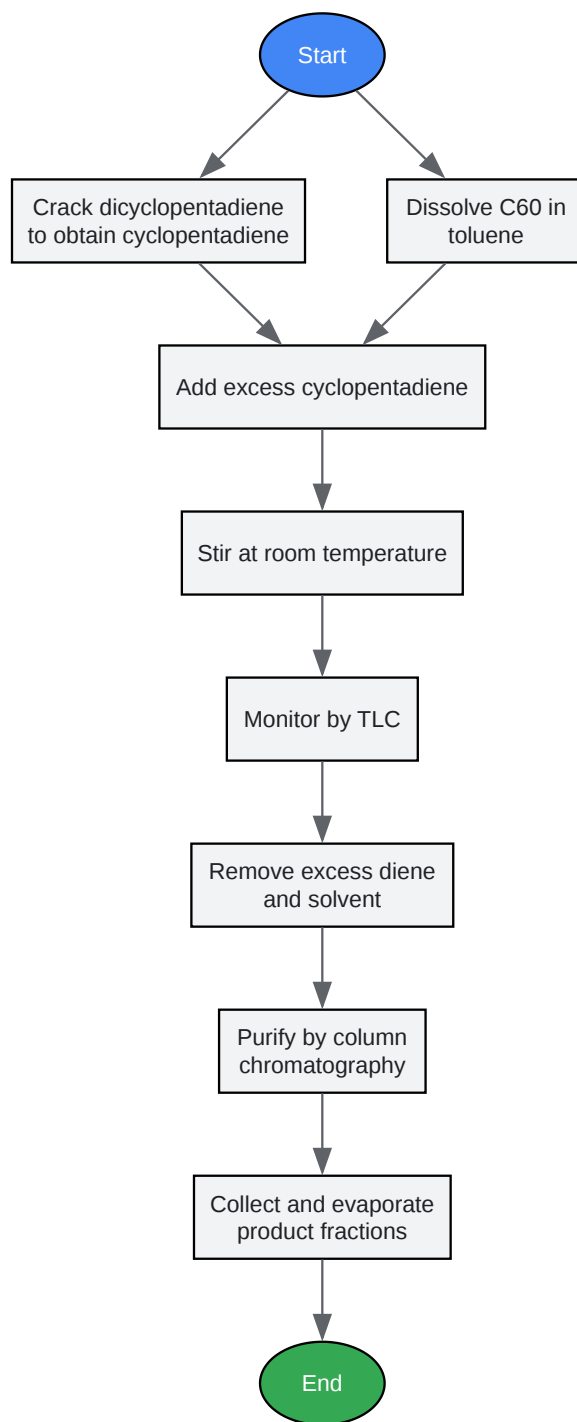 Start
Crack dicyclopentadiene
to obtain cyclopentadiene
Dissolve C60 in
toluene
Add excess cyclopentadiene
Stir at room temperature
Monitor by TLC
Remove excess diene
and solvent
Purify by column
chromatography
Collect and evaporate
product fractions
End